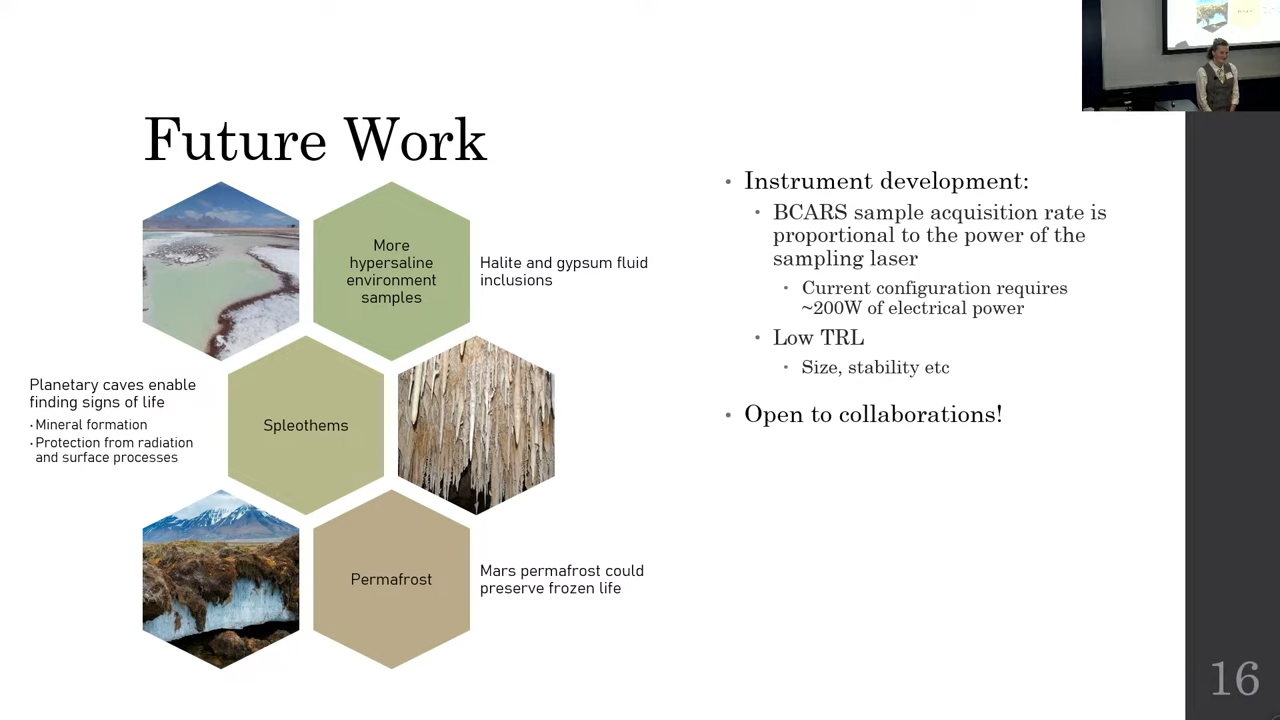 Future Work
More
hypersaline
environment
samples
Halite and gypsum fluid
inclusions
Planetary caves enable
finding signs of life
· Mineral formation
· Protection from radiation
and surface processes
Spleothems
Permafrost
Mars permafrost could
preserve frozen life
• Instrument development:
• BCARS sample acquisition rate is
proportional to the power of the
sampling laser
• Current configuration requires
~200W of electrical power
• Low TRL
• Size, stability etc
• Open to collaborations!
16